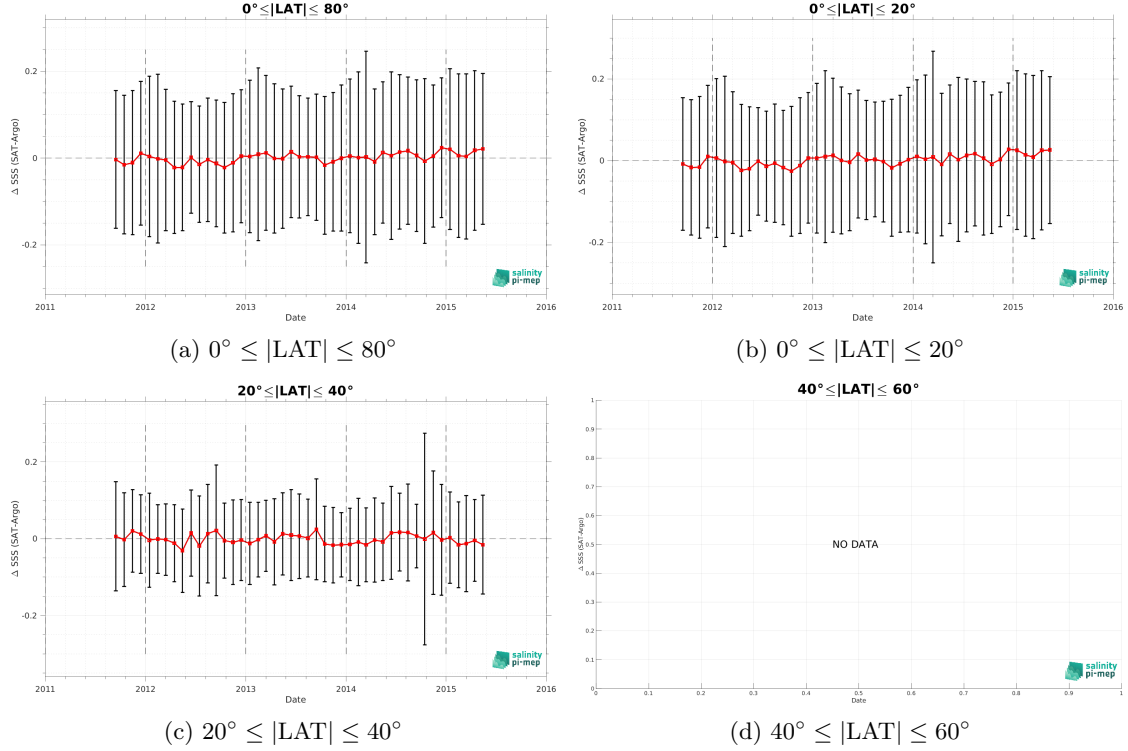 0°≤|LAT|≤ 80°
Δ SSS (SAT-Argo)
0.2
0
-0.2
2011 2012 2013 2014 2015 2016
Date
salinity
pi-mep
(a) 0° ≤ |LAT| ≤ 80°
0°≤|LAT|≤ 20°
Δ SSS (SAT-Argo)
0.2
0
-0.2
2011 2012 2013 2014 2015 2016
Date
salinity
pi-mep
(b) 0° ≤ |LAT| ≤ 20°
20°≤|LAT|≤ 40°
Δ SSS (SAT-Argo)
0.2
0
-0.2
2011 2012 2013 2014 2015 2016
Date
salinity
pi-mep
(c) 20° ≤ |LAT| ≤ 40°
40°≤|LAT|≤ 60°
Δ SSS (SAT-Argo)
1
0.9
0.8
0.7
0.6
0.5
0.4
0.3
0.2
0.1
0
NO DATA
0 0.1 0.2 0.3 0.4 0.5 0.6 0.7 0.8 0.9 1
Date
salinity
pi-mep
(d) 40° ≤ |LAT| ≤ 60°